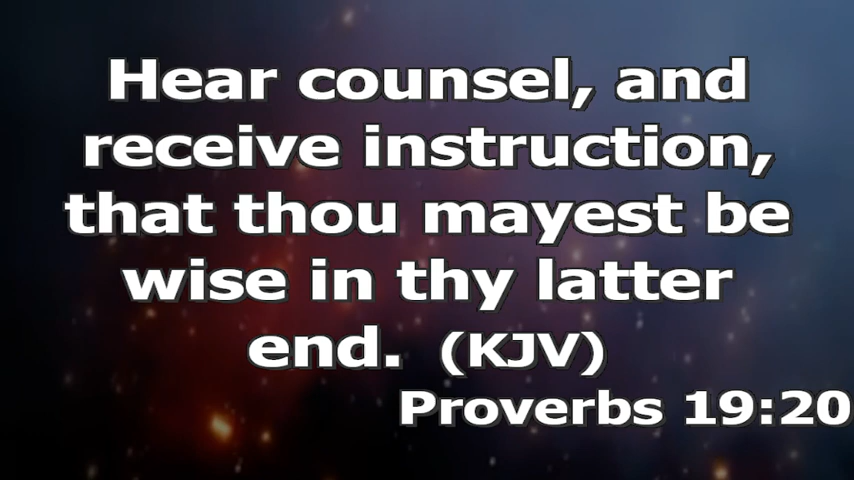 Hear counsel, and
receive instruction,
that thou mayest be
wise in thy latter
end. (KJV)
Proverbs 19:20